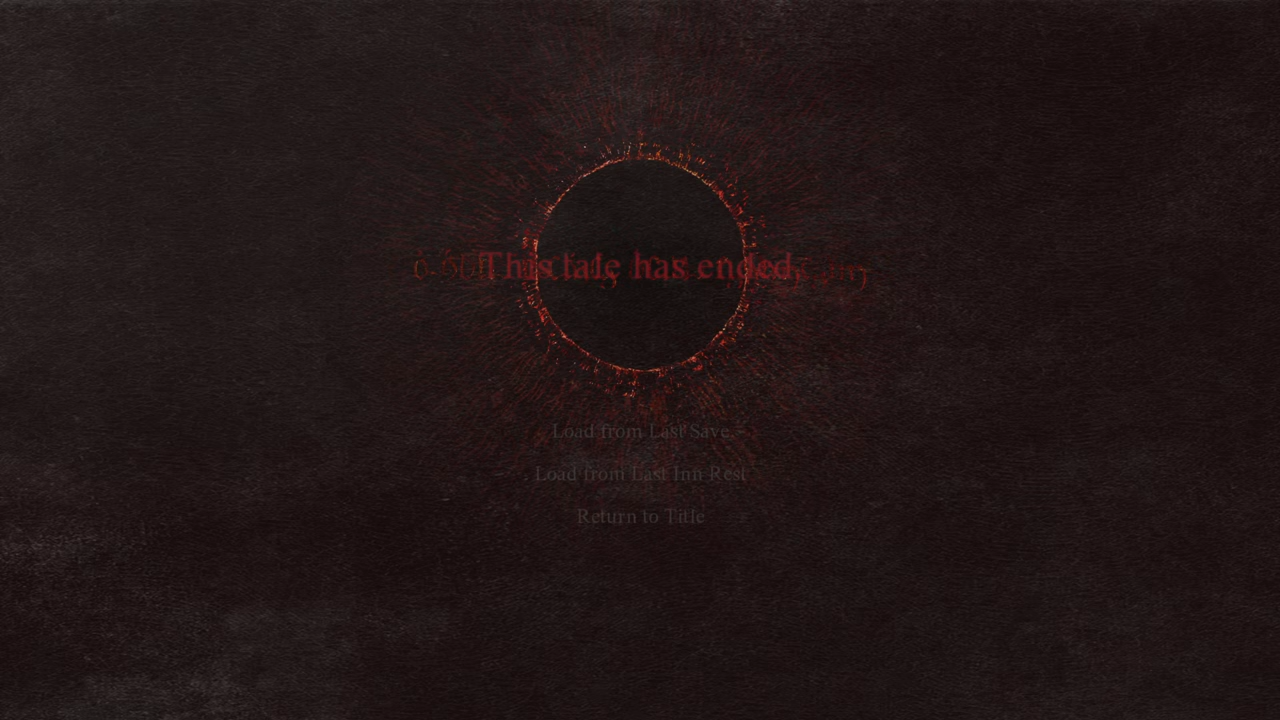 This tale has ended
Load from Last Save
Load from Last Inn Rest
Return to Title